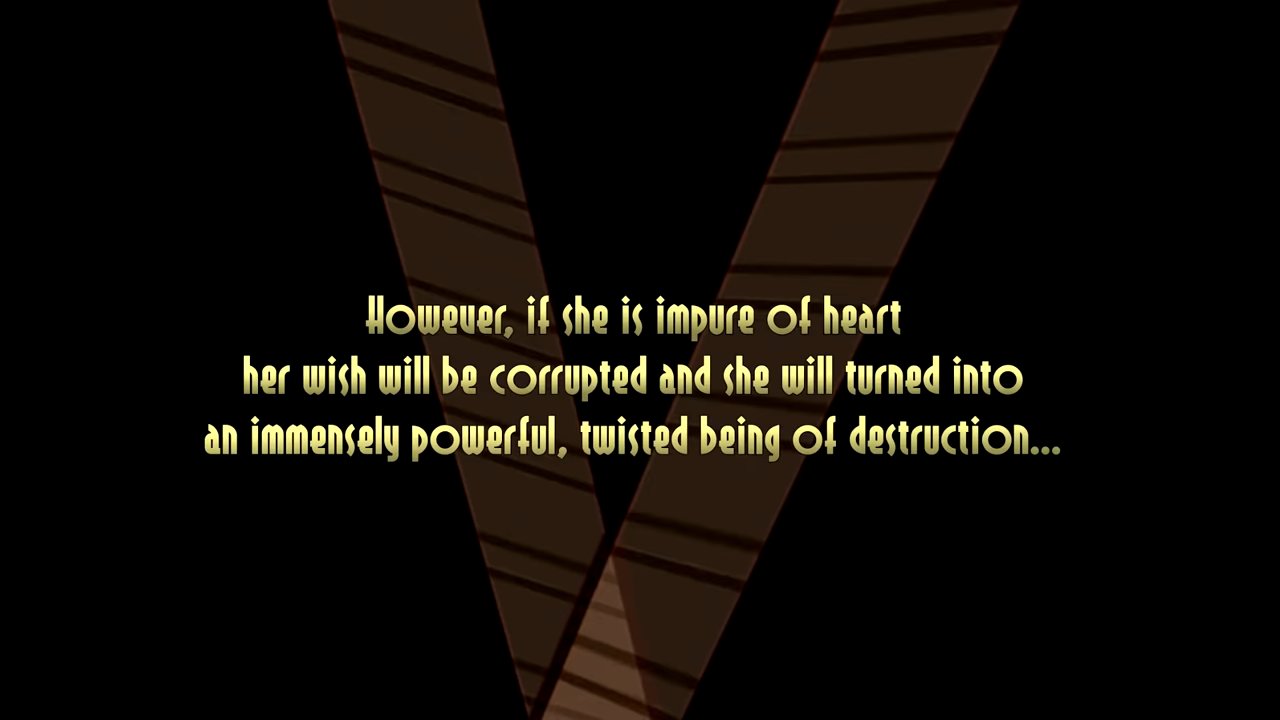 However, if she is impure of heart
her wish will be corrupted and she will turned into
an immensely powerful, twisted being of destruction...